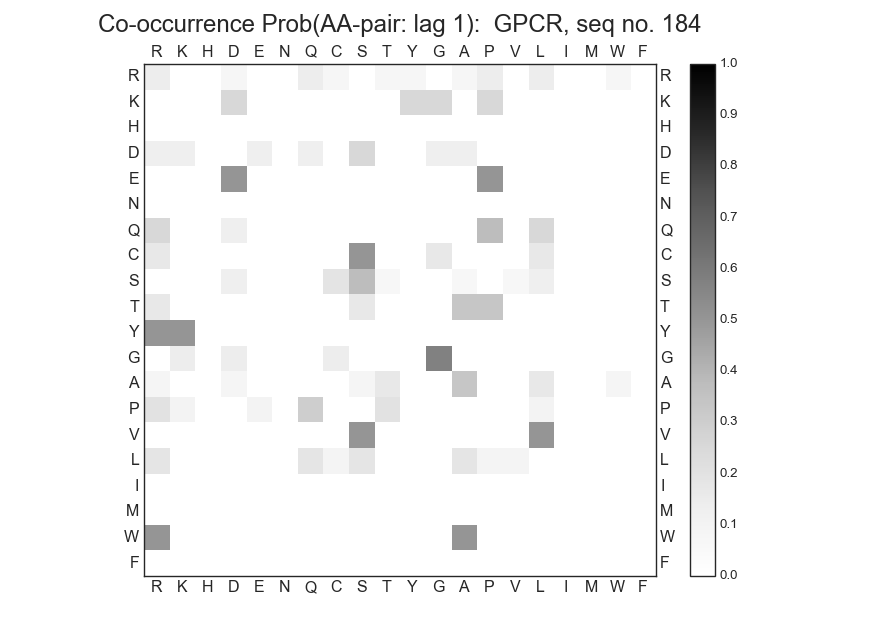 Co-occurrence Prob(AA-pair: lag 1):  GPCR, seq no. 184
R K H D E N Q C S T Y G A P V L I M W F
R R 1.0
K K 0.9
H H
D D 0.8
E E
N N 0.7
Q Q
C C 0.6
S S
T T 0.5
Y Y
G G 0.4
A A
P P 0.3
V V
L L 0.2
I I
M M 0.1
W W
F F 0.0
R K H D E N Q C S T Y G A P V L I M W F